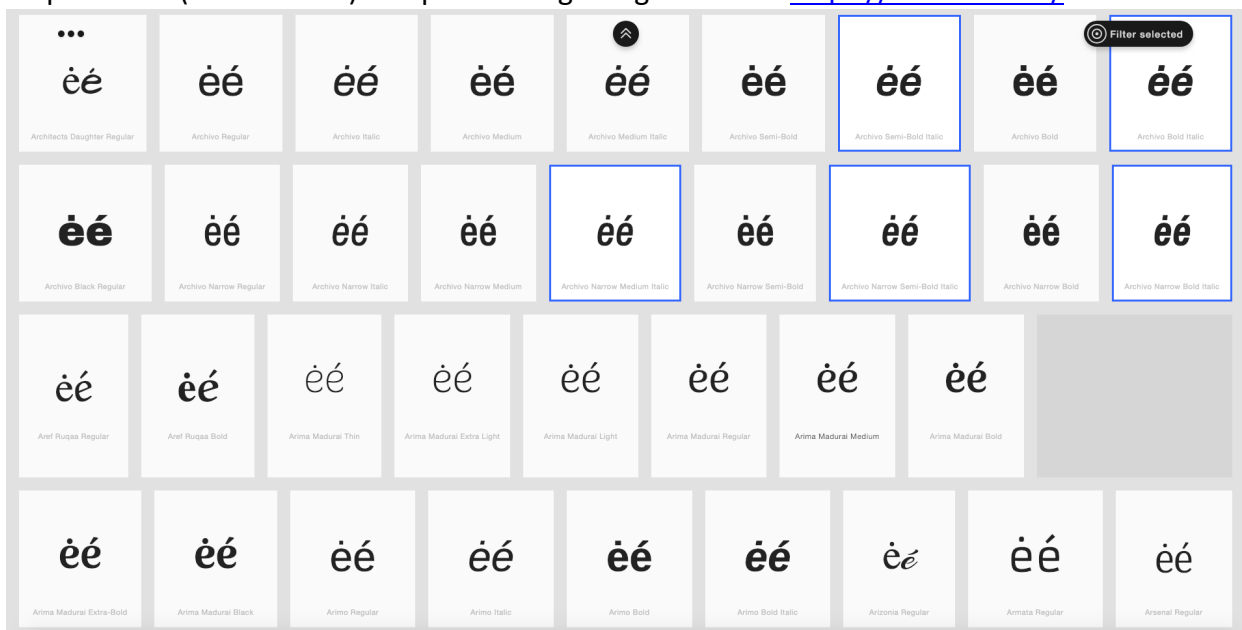 ••• Filter selected
ėé ėé ėé ėé ėé ėé ėé ėé ėé
Architects Daughter Regular Archivo Regular Archivo Italic Archivo Medium Archivo Medium Italic Archivo Semi-Bold Archivo Semi-Bold Italic Archivo Bold Archivo Bold Italic
ėé ėé ėé ėé ėé ėé ėé ėé ėé
Archivo Black Regular Archivo Narrow Regular Archivo Narrow Italic Archivo Narrow Medium Archivo Narrow Medium Italic Archivo Narrow Semi-Bold Archivo Narrow Semi-Bold Italic Archivo Narrow Bold Archivo Narrow Bold Italic
ėé ėé ėé ėé ėé ėé ėé ėé
Aref Ruqaa Regular Aref Ruqaa Bold Arima Madurai Thin Arima Madurai Extra Light Arima Madurai Light Arima Madurai Regular Arima Madurai Medium Arima Madurai Bold
ėé ėé ėé ėé ėé ėé ėé ėé ėé
Arima Madurai Extra-Bold Arima Madurai Black Arimo Regular Arimo Italic Arimo Bold Arimo Bold Italic Arizonia Regular Armata Regular Arsenal Regular